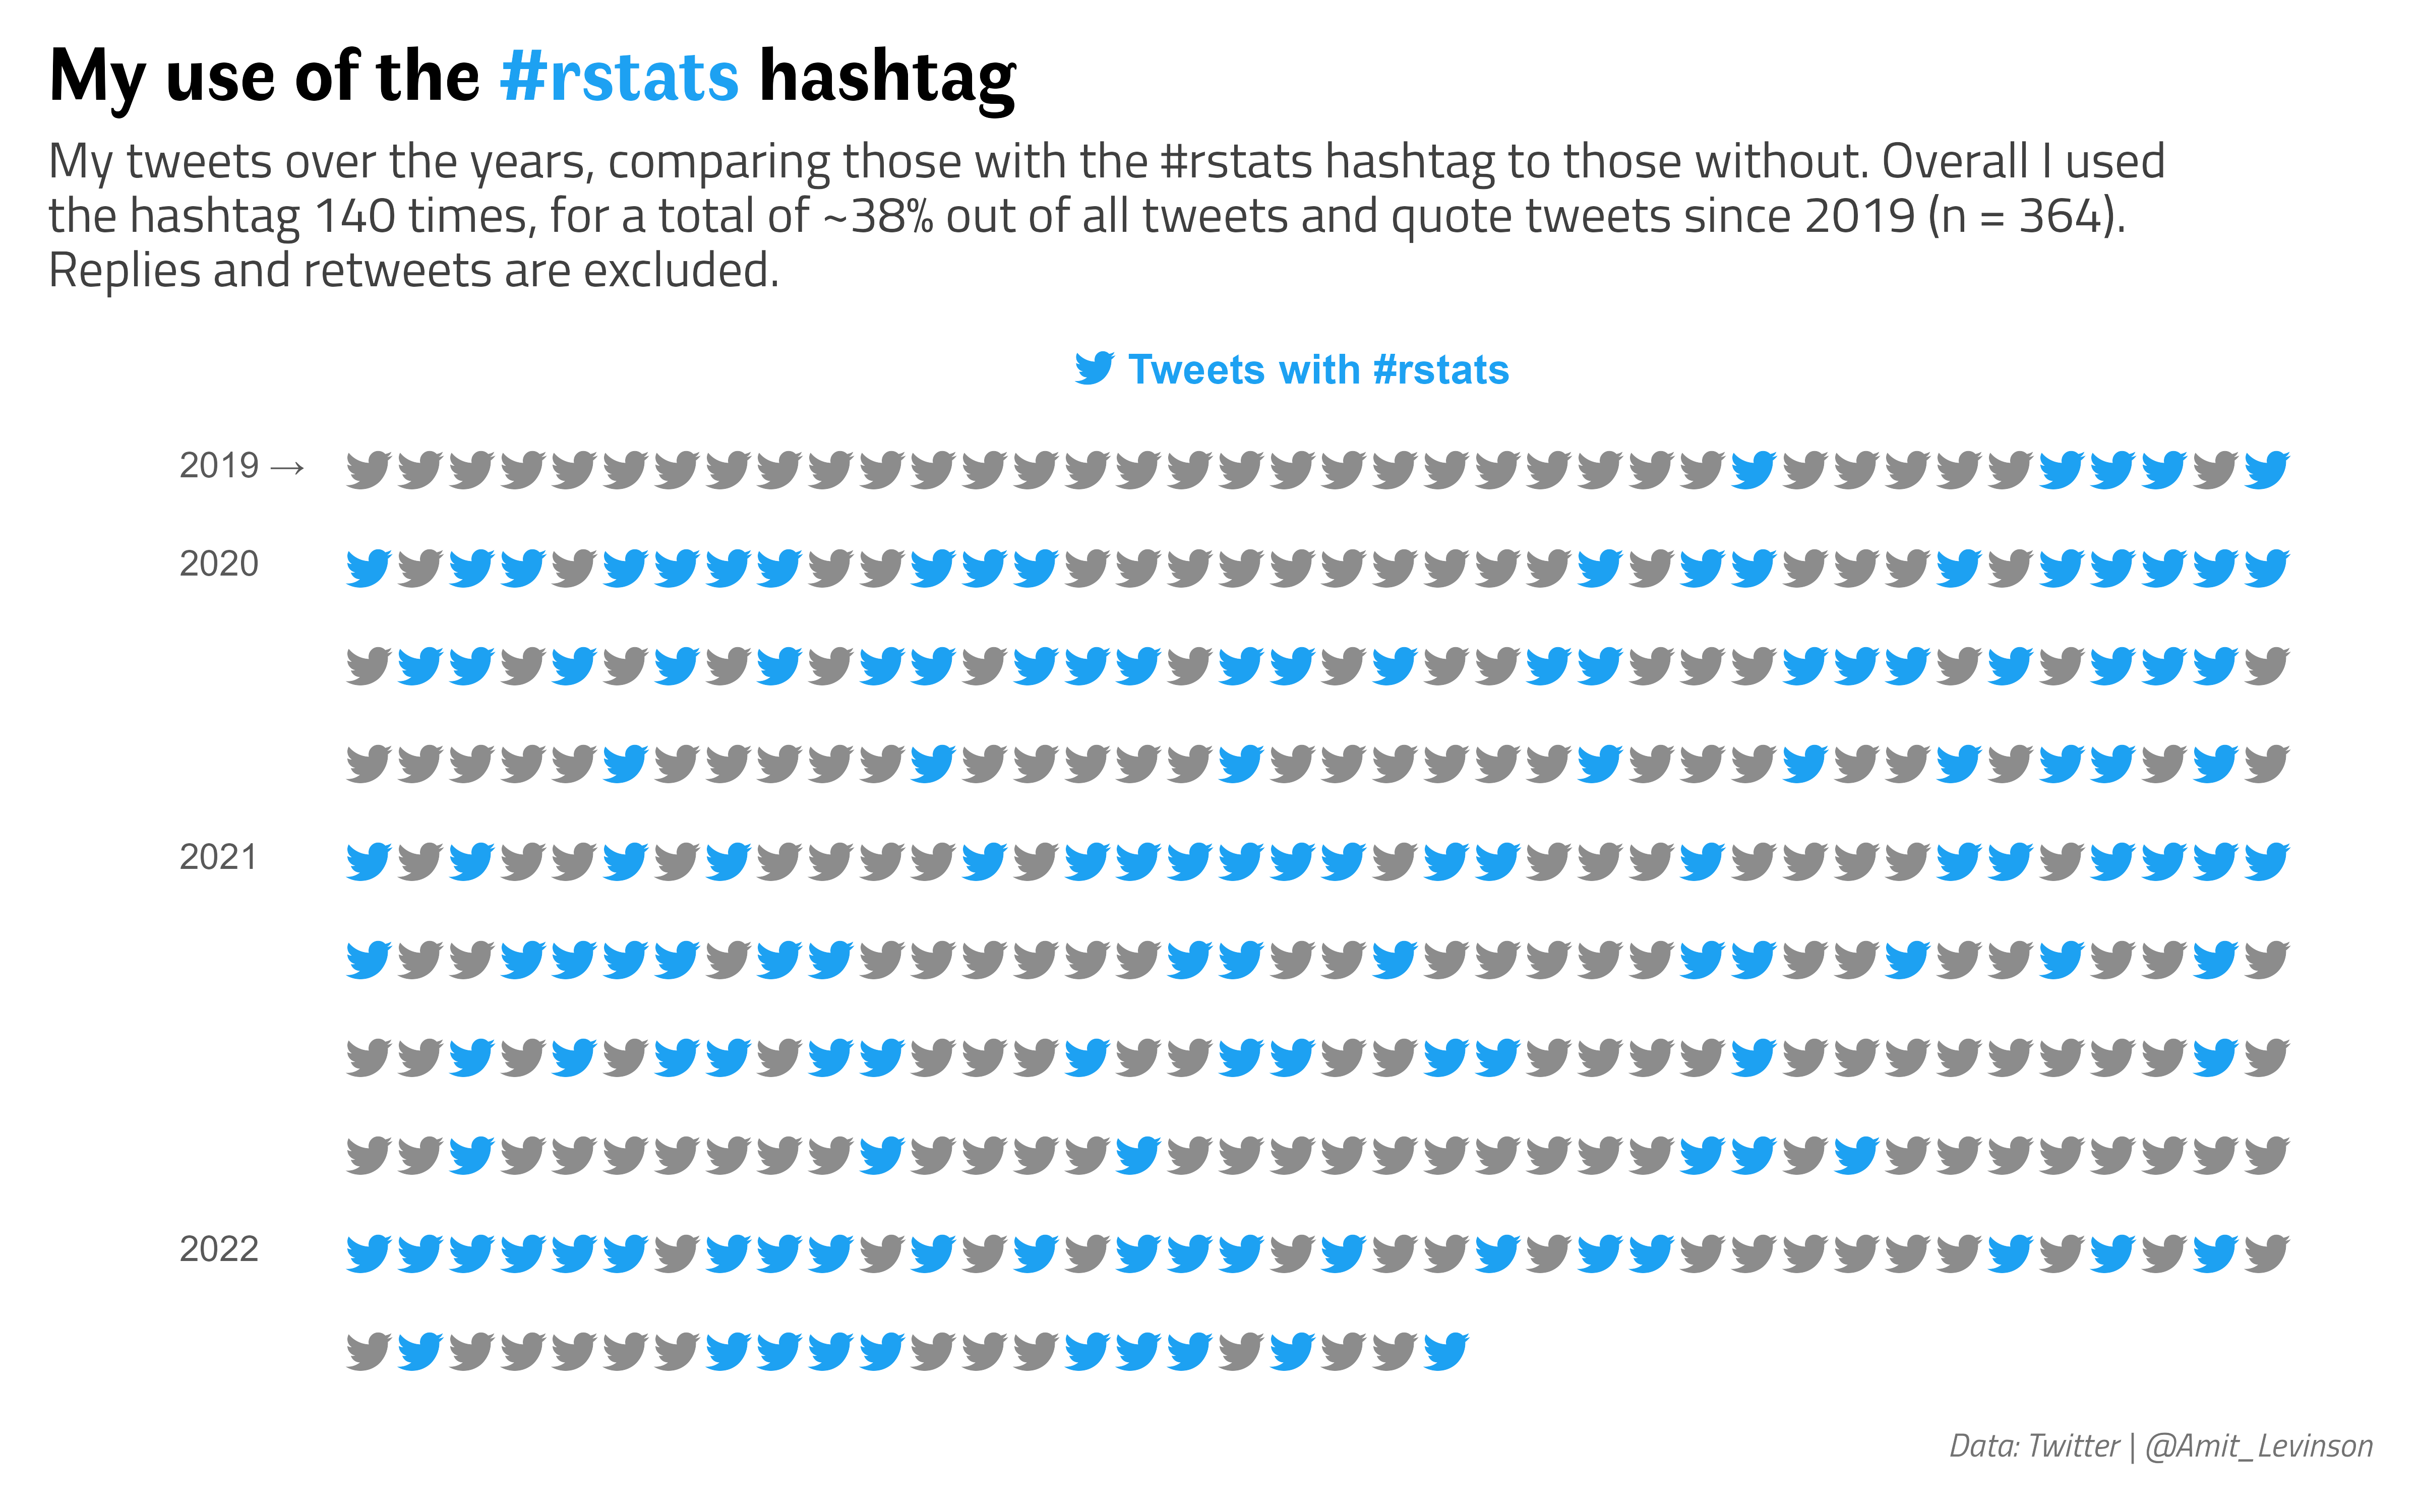 My use of the #rstats hashtag
My tweets over the years, comparing those with the #rstats hashtag to those without. Overall I used
the hashtag 140 times, for a total of ~38% out of all tweets and quote tweets since 2019 (n = 364).
Replies and retweets are excluded.
Tweets with #rstats
2019 →
2020
2021
2022
Data: Twitter | @Amit_Levinson